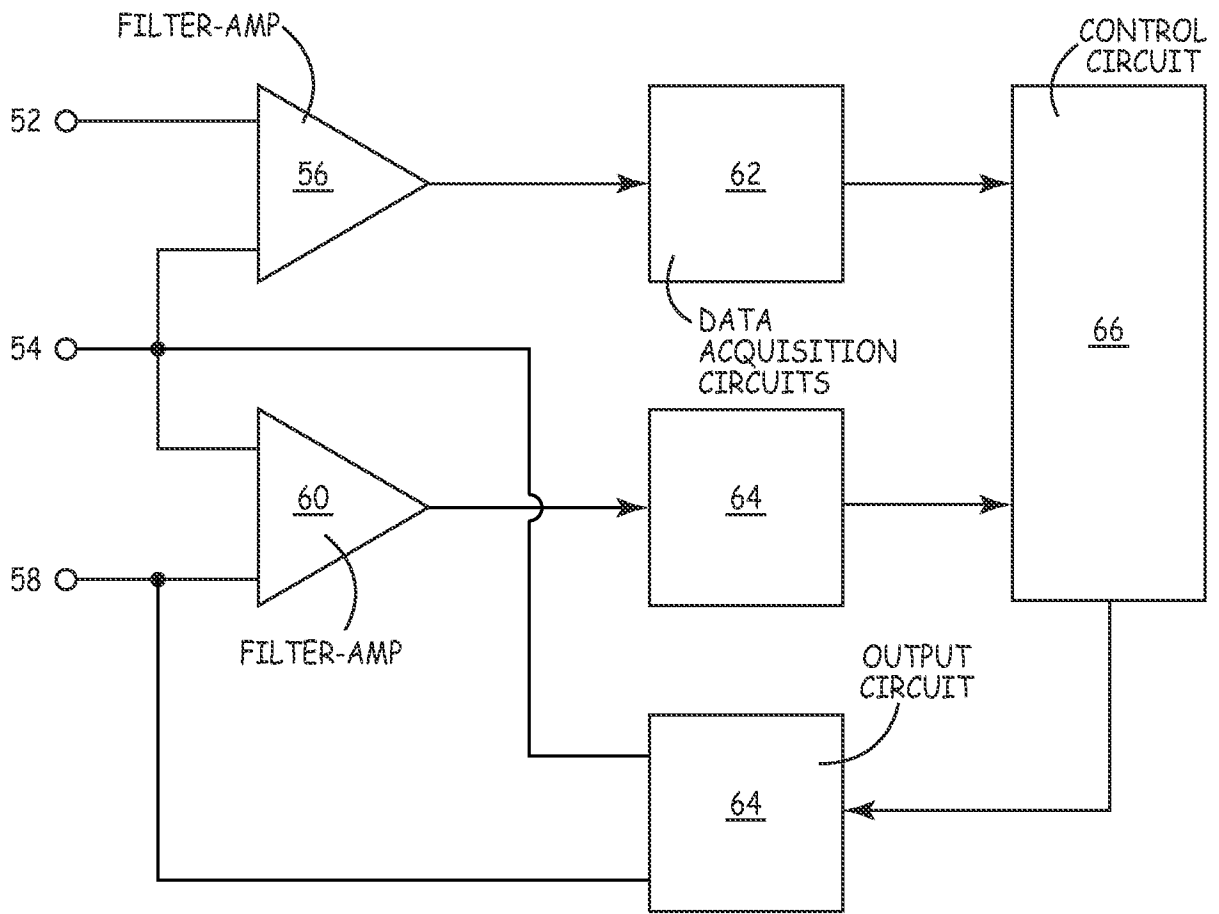 FILTER-AMP
CONTROL
CIRCUIT
52
56
62
DATA
ACQUISITION
CIRCUITS
66
54
60
64
58
FILTER-AMP
OUTPUT
CIRCUIT
64